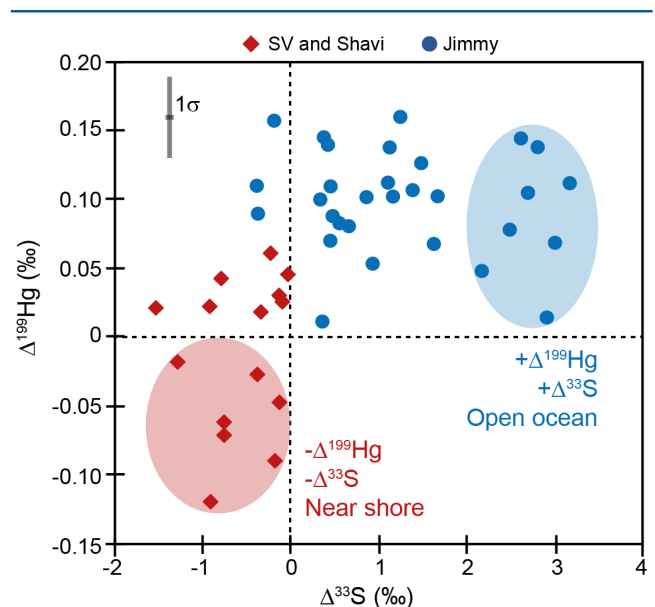 SV and Shavi Jimmy
0.20
1σ
0.15
0.10
0.05
0
-0.05
-0.10
-0.15
Δ¹⁹⁹Hg (‰)
+Δ¹⁹⁹Hg
+Δ³³S
Open ocean
-Δ¹⁹⁹Hg
-Δ³³S
Near shore
-2 -1 0 1 2 3 4
Δ³³S (‰)